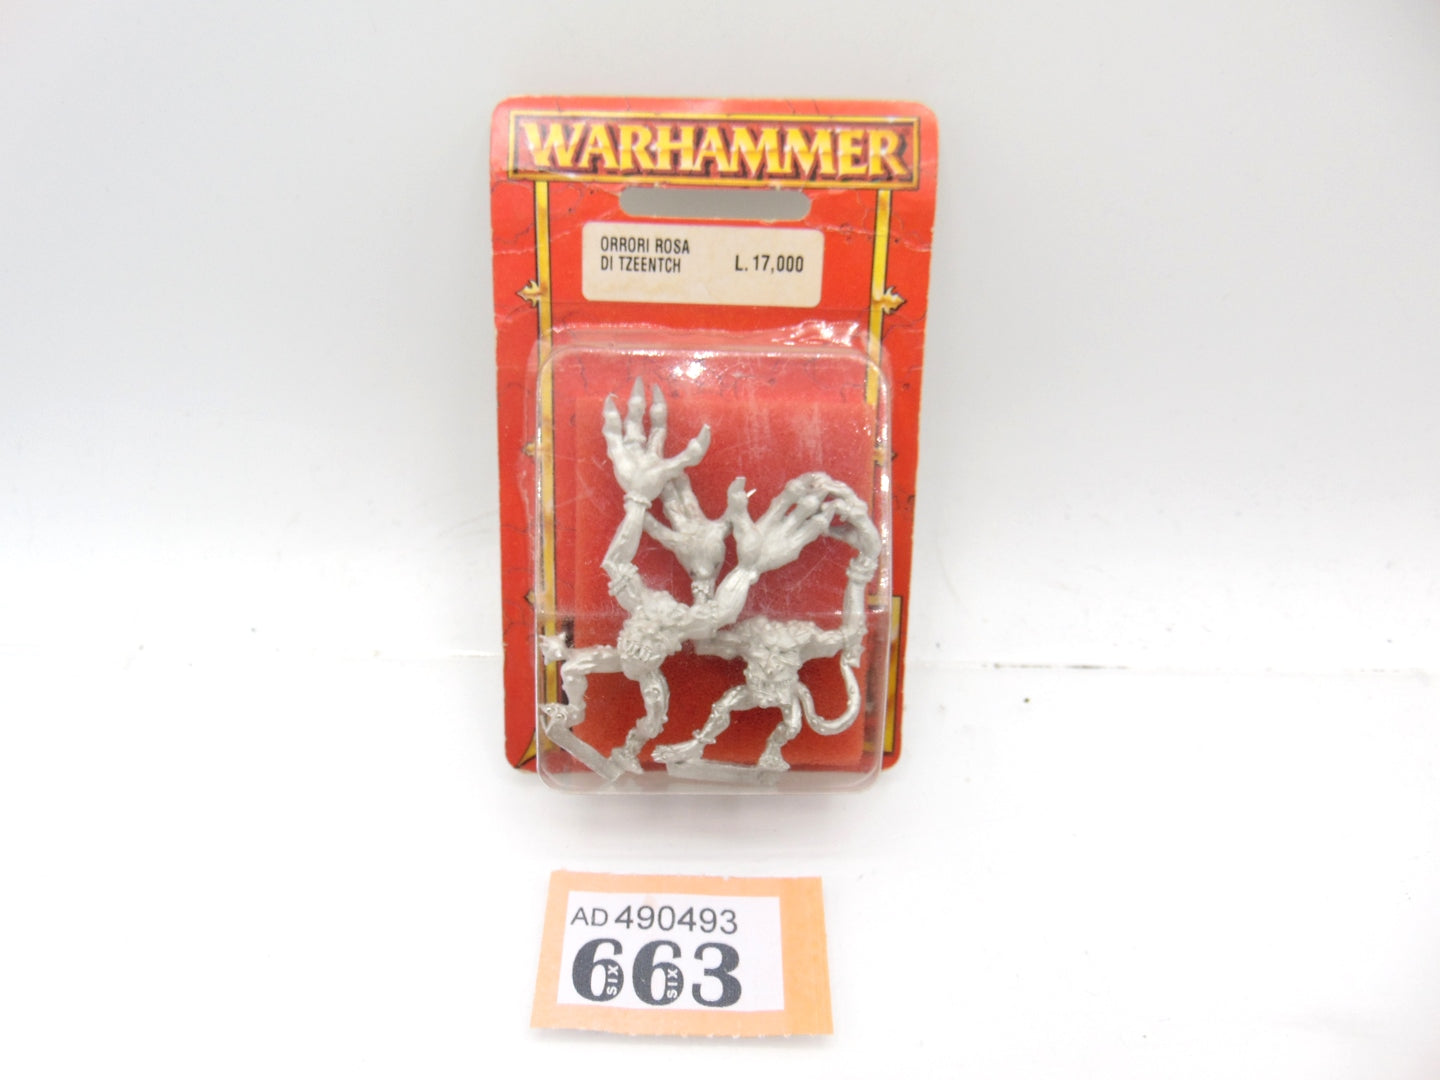 WARHAMMER
ORRORI ROSA
DI TZEENTCH L. 17,000
AD 490493
663
SIX SIX